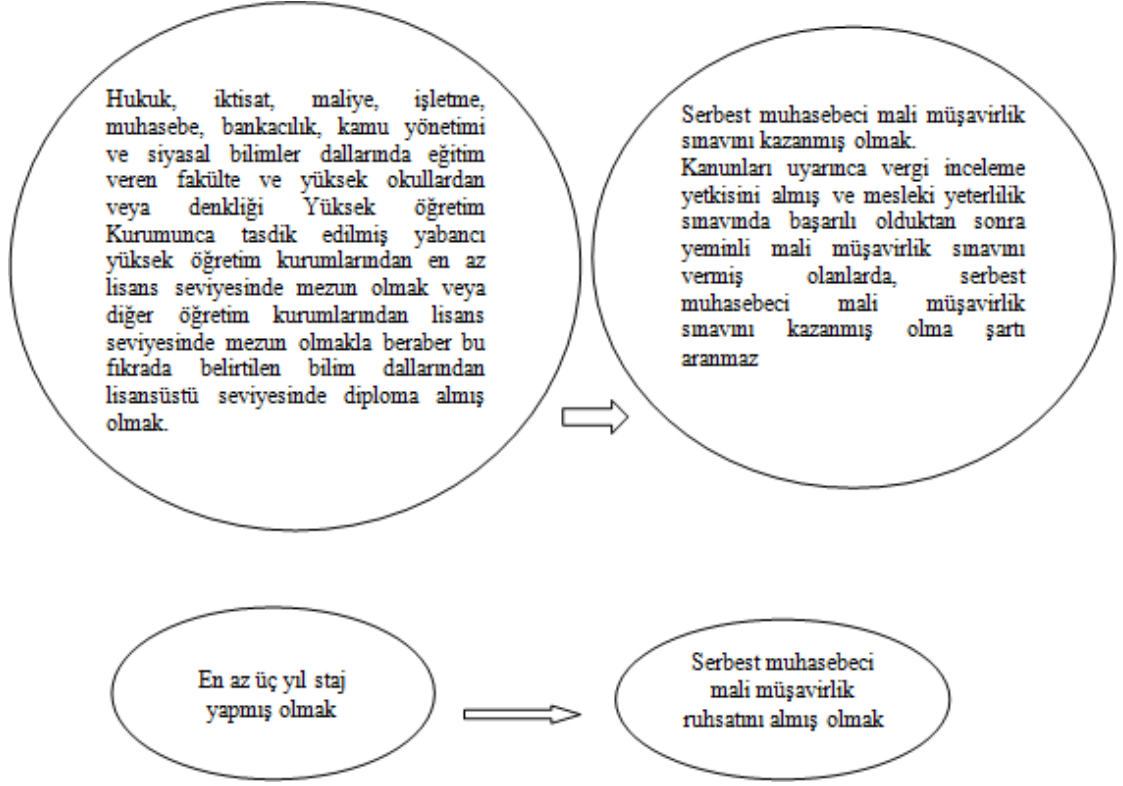 Hukuk, iktisat, maliye, işletme,
muhasebe, bankacılık, kamu yönetimi
ve siyasal bilimler dallarında eğitim
veren fakülte ve yüksek okullardan
veya denkliği Yüksek öğretim
Kurumunca tasdik edilmiş yabancı
yüksek öğretim kurumlarından en az
lisans seviyesinde mezun olmak veya
diğer öğretim kurumlarından lisans
seviyesinde mezun olmakla beraber bu
fıkrada belirtilen bilim dallarından
lisansüstü seviyesinde diploma almış
olmak.
Serbest muhasebeci mali müşavirlik
sınavını kazanmış olmak.
Kanunları uyarınca vergi inceleme
yetkisini almış ve mesleki yeterlilik
sınavında başarılı olduktan sonra
yeminli mali müşavirlik sınavını
vermiş olanlarda, serbest
muhasebeci mali müşavirlik
sınavını kazanmış olma şartı
aranmaz
En az üç yıl staj
yapmış olmak
Serbest muhasebeci
mali müşavirlik
ruhsatını almış olmak